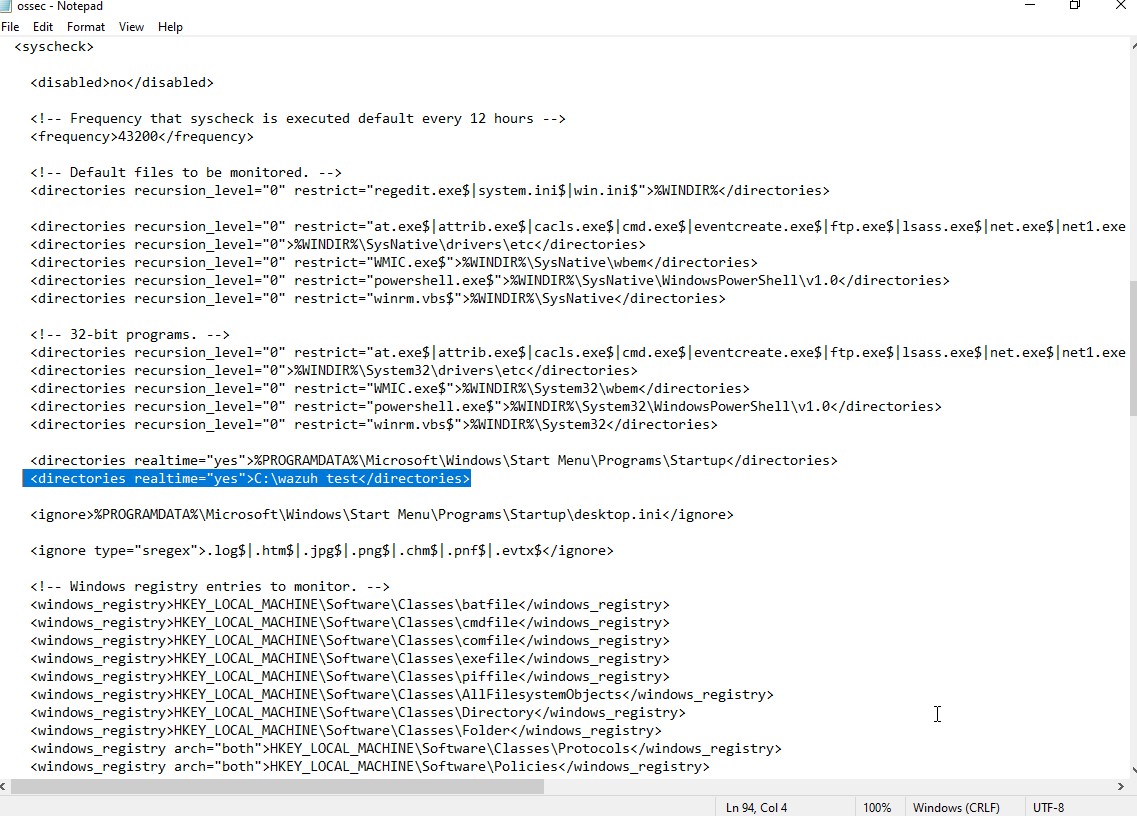 ossec - Notepad
File Edit Format View Help
<syscheck>
<disabled>no</disabled>
<!-- Frequency that syscheck is executed default every 12 hours -->
<frequency>43200</frequency>
<!-- Default files to be monitored. -->
<directories recursion_level="0" restrict="regedit.exe$|system.ini$|win.ini$">%WINDIR%</directories>
<directories recursion_level="0" restrict="at.exe$|attrib.exe$|cacls.exe$|cmd.exe$|eventcreate.exe$|ftp.exe$|lsass.exe$|net.exe$|net1.exe
<directories recursion_level="0">%WINDIR%\SysNative\drivers\etc</directories>
<directories recursion_level="0" restrict="WMIC.exe$">%WINDIR%\SysNative\wbem</directories>
<directories recursion_level="0" restrict="powershell.exe$">%WINDIR%\SysNative\WindowsPowerShell\v1.0</directories>
<directories recursion_level="0" restrict="winrm.vbs$">%WINDIR%\SysNative</directories>
<!-- 32-bit programs. -->
<directories recursion_level="0" restrict="at.exe$|attrib.exe$|cacls.exe$|cmd.exe$|eventcreate.exe$|ftp.exe$|lsass.exe$|net.exe$|net1.exe
<directories recursion_level="0">%WINDIR%\System32\drivers\etc</directories>
<directories recursion_level="0" restrict="WMIC.exe$">%WINDIR%\System32\wbem</directories>
<directories recursion_level="0" restrict="powershell.exe$">%WINDIR%\System32\WindowsPowerShell\v1.0</directories>
<directories recursion_level="0" restrict="winrm.vbs$">%WINDIR%\System32</directories>
<directories realtime="yes">%PROGRAMDATA%\Microsoft\Windows\Start Menu\Programs\Startup</directories>
<directories realtime="yes">C:\wazuh test</directories>
<ignore>%PROGRAMDATA%\Microsoft\Windows\Start Menu\Programs\Startup\desktop.ini</ignore>
<ignore type="sregex">.log$|.htm$|.jpg$|.png$|.chm$|.pnf$|.evtx$</ignore>
<!-- Windows registry entries to monitor. -->
<windows_registry>HKEY_LOCAL_MACHINE\Software\Classes\batfile</windows_registry>
<windows_registry>HKEY_LOCAL_MACHINE\Software\Classes\cmdfile</windows_registry>
<windows_registry>HKEY_LOCAL_MACHINE\Software\Classes\comfile</windows_registry>
<windows_registry>HKEY_LOCAL_MACHINE\Software\Classes\exefile</windows_registry>
<windows_registry>HKEY_LOCAL_MACHINE\Software\Classes\piffile</windows_registry>
<windows_registry>HKEY_LOCAL_MACHINE\Software\Classes\AllFilesystemObjects</windows_registry>
<windows_registry>HKEY_LOCAL_MACHINE\Software\Classes\Directory</windows_registry>
<windows_registry>HKEY_LOCAL_MACHINE\Software\Classes\Folder</windows_registry>
<windows_registry arch="both">HKEY_LOCAL_MACHINE\Software\Classes\Protocols</windows_registry>
<windows_registry arch="both">HKEY_LOCAL_MACHINE\Software\Policies</windows_registry>
Ln 94, Col 4 100% Windows (CRLF) UTF-8